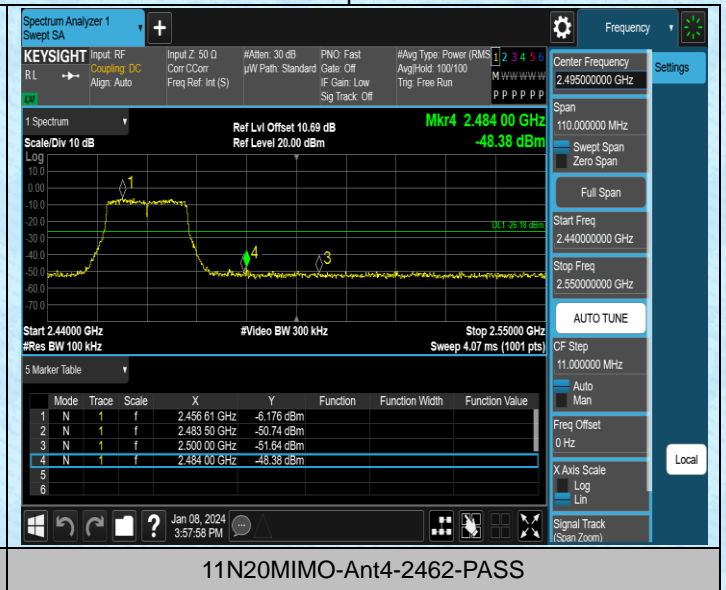 Spectrum Analyzer 1
Swept SA
Frequency
KEYSIGHT
RL
Input: RF
Coupling: DC
Align: Auto
Input Z: 50 Ω
Corr CCorr
Freq Ref: Int (S)
#Atten: 30 dB
µW Path: Standard
PNO: Fast
Gate: Off
IF Gain: Low
Sig Track: Off
#Avg Type: Power (RMS
Avg|Hold: 100/100
Trig: Free Run
1 2 3 4 5 6
M W W W W W
P P P P P P
Settings
Center Frequency
2.495000000 GHz
Span
110.000000 MHz
Swept Span
Zero Span
Full Span
Start Freq
2.440000000 GHz
Stop Freq
2.550000000 GHz
AUTO TUNE
CF Step
11.000000 MHz
Auto
Man
Freq Offset
0 Hz
X Axis Scale
Log
Lin
Signal Track
(Span Zoom)
Local
1 Spectrum
Scale/Div 10 dB
Ref Lvl Offset 10.69 dB
Ref Level 20.00 dBm
Mkr4 2.484 00 GHz
-48.38 dBm
Log
10.0
0.00
-10.0
-20.0
-30.0
-40.0
-50.0
-60.0
-70.0
1
4
3
DL1 -26.18 dBm
Start 2.44000 GHz
#Res BW 100 kHz
#Video BW 300 kHz
Stop 2.55000 GHz
Sweep 4.07 ms (1001 pts)
5 Marker Table
Mode Trace Scale X Y Function Function Width Function Value
1 N 1 f 2.456 61 GHz -6.176 dBm
2 N 1 f 2.483 50 GHz -50.74 dBm
3 N 1 f 2.500 00 GHz -51.64 dBm
4 N 1 f 2.484 00 GHz -48.38 dBm
5
6
?
Jan 08, 2024
3:57:58 PM
11N20MIMO-Ant4-2462-PASS